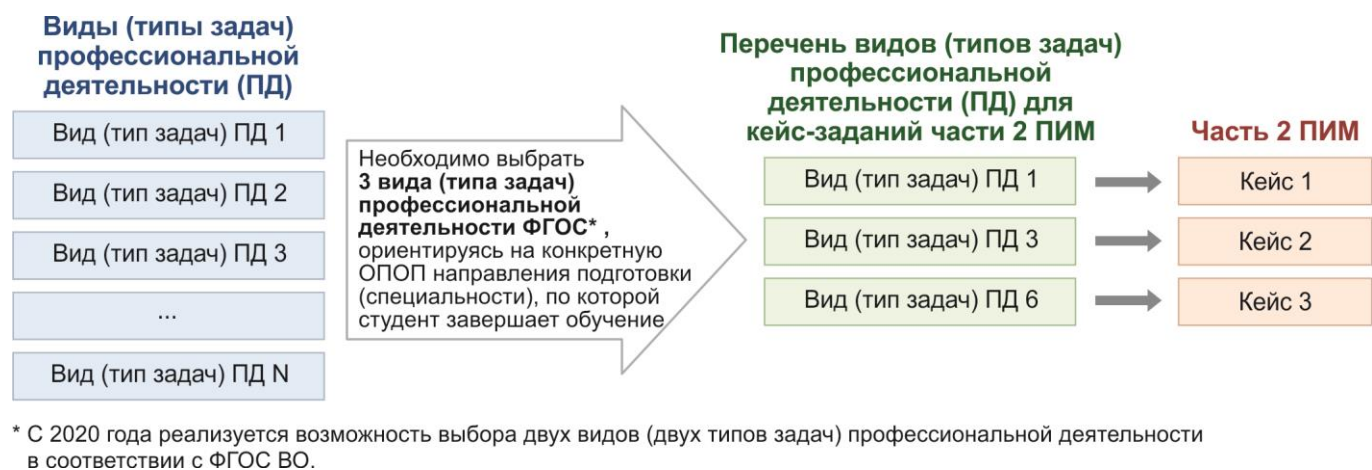 Виды (типы задач)
профессиональной
деятельности (ПД)
Вид (тип задач) ПД 1
Вид (тип задач) ПД 2
Вид (тип задач) ПД 3
...
Вид (тип задач) ПД N
Необходимо выбрать
3 вида (типа задач)
профессиональной
деятельности ФГОС* ,
ориентируясь на конкретную
ОПОП направления подготовки
(специальности), по которой
студент завершает обучение
Перечень видов (типов задач)
профессиональной
деятельности (ПД) для
кейс-заданий части 2 ПИМ
Вид (тип задач) ПД 1
Вид (тип задач) ПД 3
Вид (тип задач) ПД 6
Часть 2 ПИМ
Кейс 1
Кейс 2
Кейс 3
* С 2020 года реализуется возможность выбора двух видов (двух типов задач) профессиональной деятельности
в соответствии с ФГОС ВО.